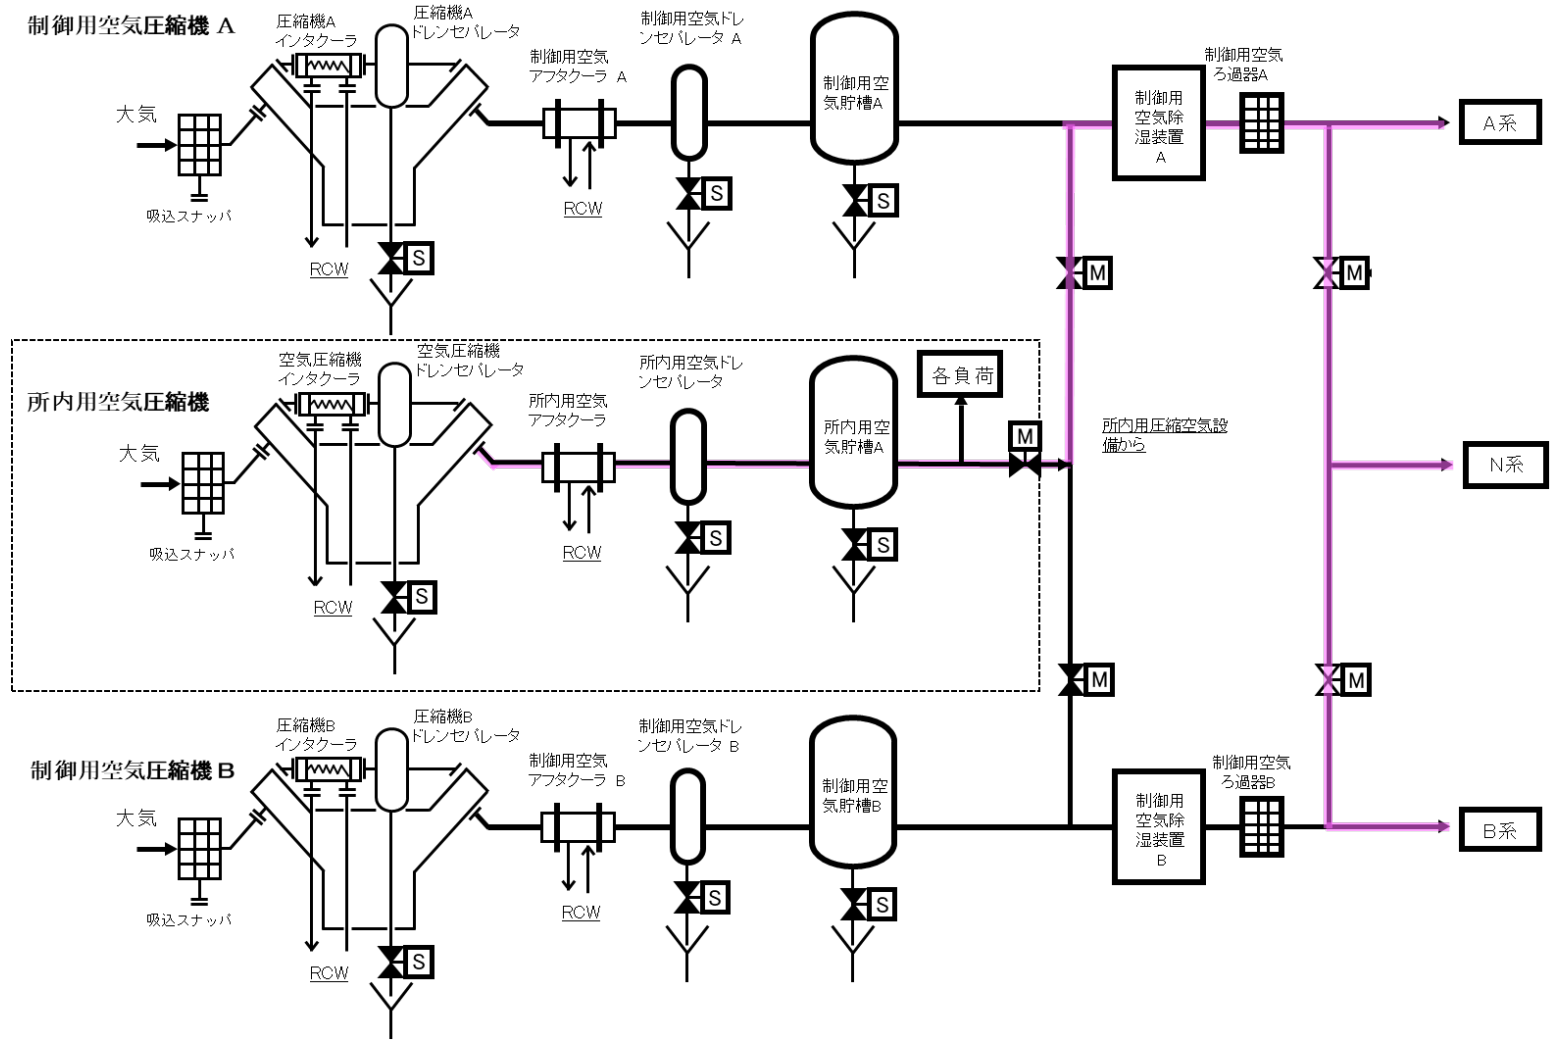 制御用空気圧縮機 A
圧縮機A
インタクーラ
圧縮機A
ドレンセパレータ
制御用空気
アフタクーラ A
制御用空気ドレ
ンセパレータ A
制御用空
気貯槽A
制御用
空気除
湿装置
A
制御用空気
ろ過器A
A系
大気
吸込スナッバ
RCW
S
RCW
S
S
M
M
所内用空気圧縮機
空気圧縮機
インタクーラ
空気圧縮機
ドレンセパレータ
所内用空気
アフタクーラ
所内用空気ドレ
ンセパレータ
所内用空
気貯槽A
各負荷
M
所内用圧縮空気設
備から
N系
大気
吸込スナッバ
RCW
S
RCW
S
S
M
M
制御用空気圧縮機 B
圧縮機B
インタクーラ
圧縮機B
ドレンセパレータ
制御用空気
アフタクーラ B
制御用空気ドレ
ンセパレータ B
制御用空
気貯槽B
制御用
空気除
湿装置
B
制御用空気
ろ過器B
B系
大気
吸込スナッバ
RCW
S
RCW
S
S